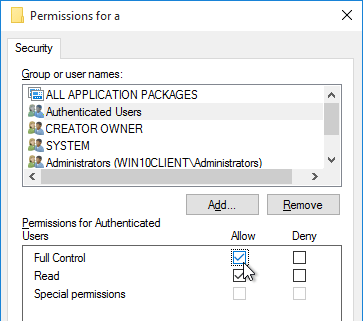 Permissions for a
Security
Group or user names:
ALL APPLICATION PACKAGES
Authenticated Users
CREATOR OWNER
SYSTEM
Administrators (WIN10CLIENT\Administrators)
Add... Remove
Permissions for Authenticated
Users Allow Deny
Full Control
Read
Special permissions